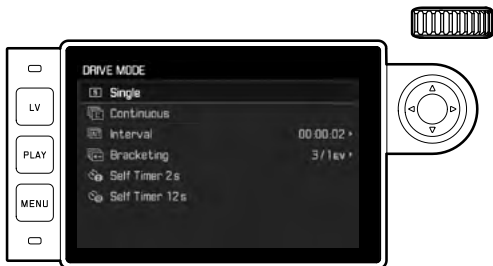 DRIVE MODE
Single
Continuous
Interval 00:00:02
Bracketing 3/1EV
Self Timer 2s
Self Timer 12s
LV
PLAY
MENU